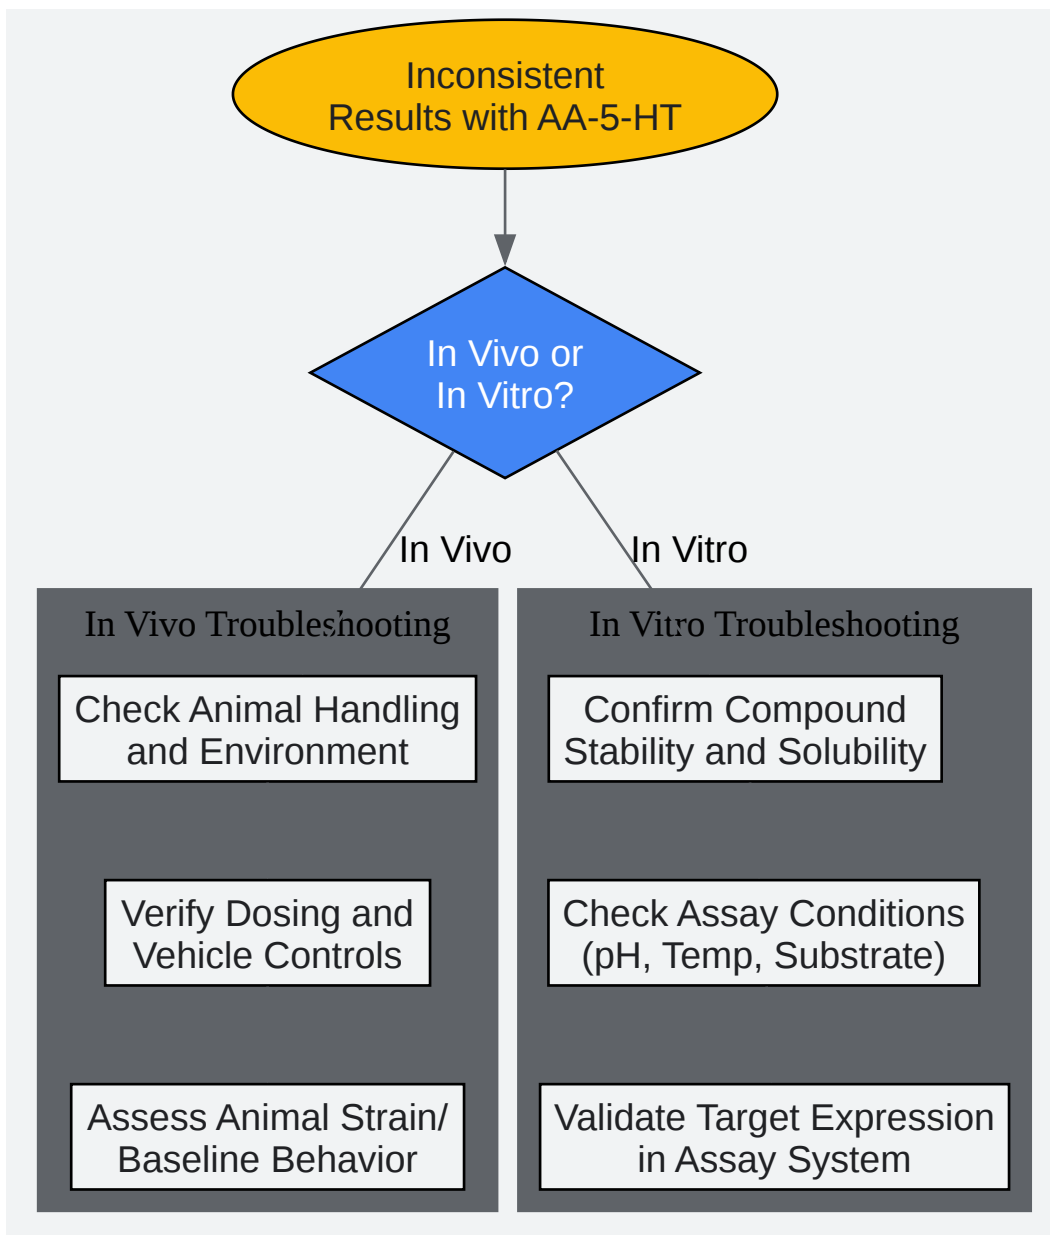 Inconsistent
Results with AA-5-HT
In Vivo or
In Vitro?
In Vivo
In Vitro
In Vivo Troubleshooting
Check Animal Handling
and Environment
Verify Dosing and
Vehicle Controls
Assess Animal Strain/
Baseline Behavior
In Vitro Troubleshooting
Confirm Compound
Stability and Solubility
Check Assay Conditions
(pH, Temp, Substrate)
Validate Target Expression
in Assay System